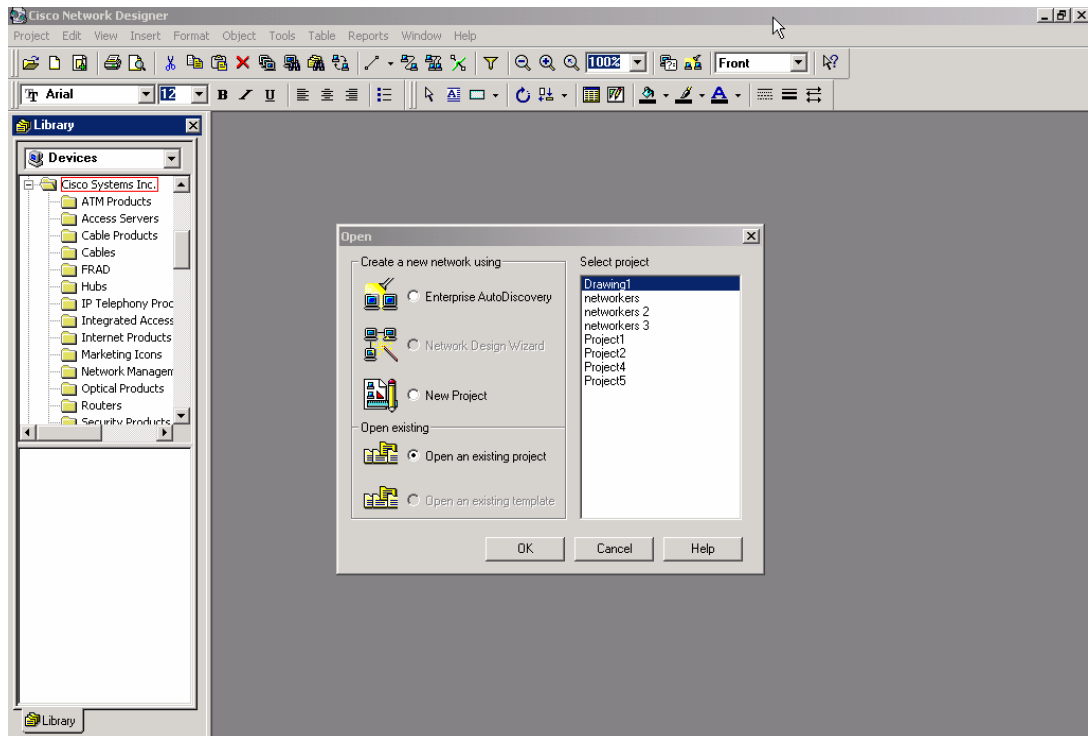 Cisco Network Designer
Project Edit View Insert Format Object Tools Table Reports Window Help
100% Front
Arial 12 B I U
Library
Devices
Cisco Systems Inc.
ATM Products
Access Servers
Cable Products
Cables
FRAD
Hubs
IP Telephony Proc
Integrated Access
Internet Products
Marketing Icons
Network Managem
Optical Products
Routers
Security Products
Library
Open
Create a new network using
Enterprise AutoDiscovery
Network Design Wizard
New Project
Open existing
Open an existing project
Open an existing template
Select project
Drawing1
networkers
networkers 2
networkers 3
Project1
Project2
Project4
Project5
OK Cancel Help